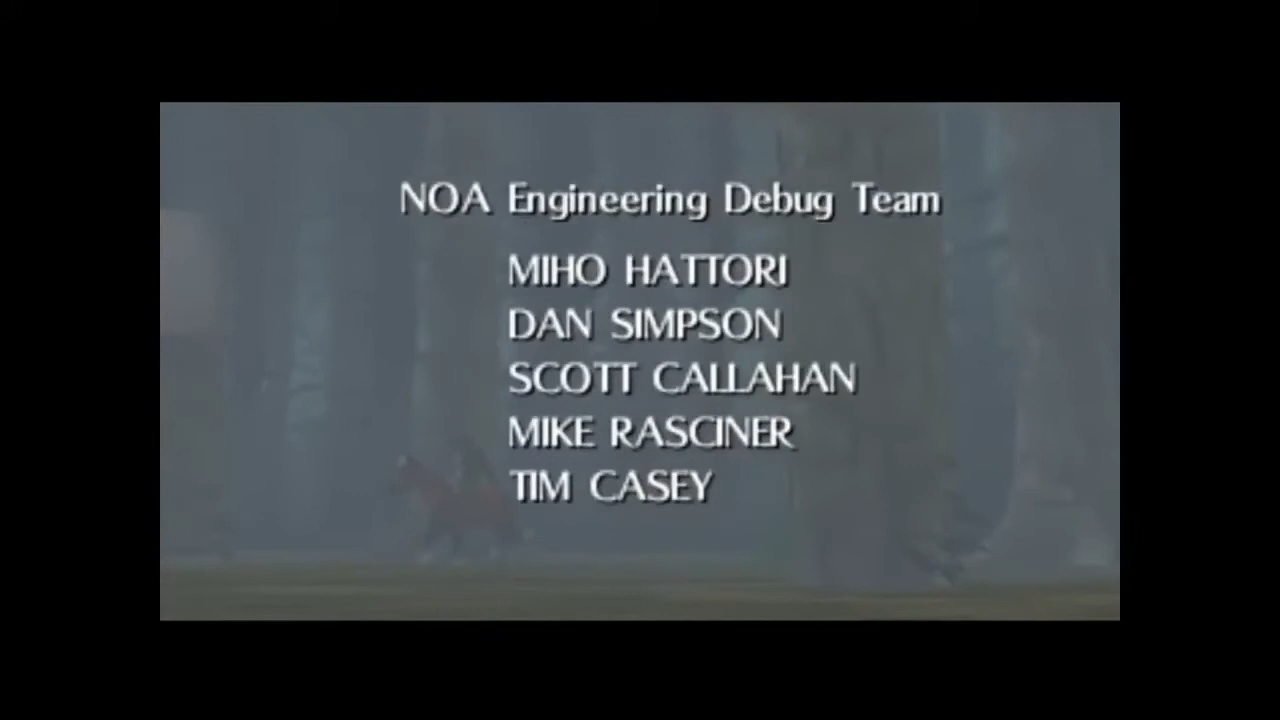 NOA Engineering Debug Team
MIHO HATTORI
DAN SIMPSON
SCOTT CALLAHAN
MIKE RASCINER
TIM CASEY